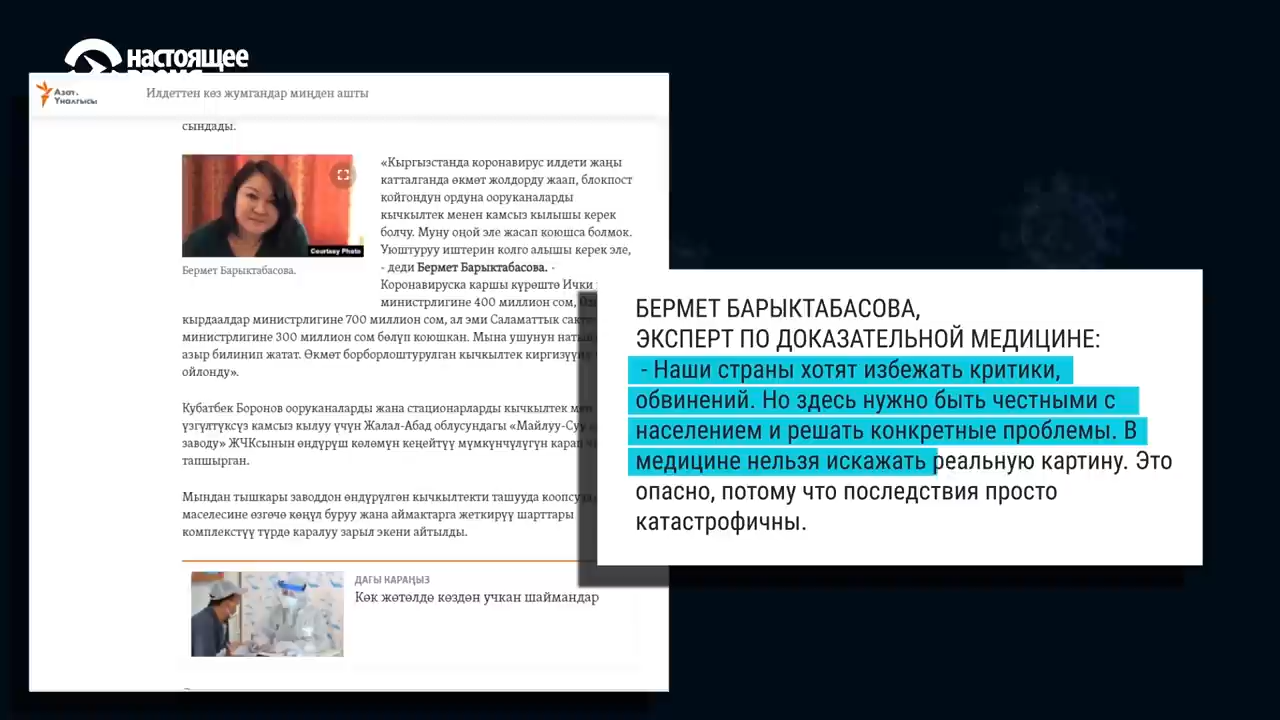 настоящее
Азат.
Үналгысы
Илдеттен көз жумгандар миңден ашты
сындады.
Courtesy Photo
Бермет Барыктабасова.
«Кыргызстанда коронавирус илдети жаңы
катталганда өкмөт жолдорду жаап, блокпост
койгондун ордуна ооруканаларды
кычкылтек менен камсыз кылышы керек
болчу. Муну оңой эле жасап коюшса болмок.
Уюштуруу иштерин колго алышы керек эле,
- деди Бермет Барыктабасова. -
Коронавируска каршы күрөштө Ички
министрлигине 400 миллион сом,
кырдаалдар министрлигине 700 миллион сом, ал эми Саламаттык
министрлигине 300 миллион сом бөлүп коюшкан. Мына ушунун
азыр билинип жатат. Өкмөт борборлоштурулган кычкылтек
ойлонду».
Кубатбек Боронов ооруканаларды жана стационарларды кычкылтек
үзгүлтүксүз камсыз кылуу үчүн Жалал-Абад облусундагы «Майлуу-Суу
заводу» ЖЧКсынын өндүрүш көлөмүн кеңейтүү мүмкүнчүлүгүн карап
тапшырган.
Мындан тышкары заводдон өндүрүлгөн кычкылтекти ташууда
маселесине өзгөчө көңүл буруу жана аймактарга жеткирүү шарттары
комплекстүү түрдө каралуу зарыл экени айтылды.
ДАГЫ КАРАҢЫЗ
Көк жөтөлдө көздөн учкан шаймандар
БЕРМЕТ БАРЫКТАБАСОВА,
ЭКСПЕРТ ПО ДОКАЗАТЕЛЬНОЙ МЕДИЦИНЕ:
- Наши страны хотят избежать критики,
обвинений. Но здесь нужно быть честными с
населением и решать конкретные проблемы. В
медицине нельзя искажать реальную картину. Это
опасно, потому что последствия просто
катастрофичны.